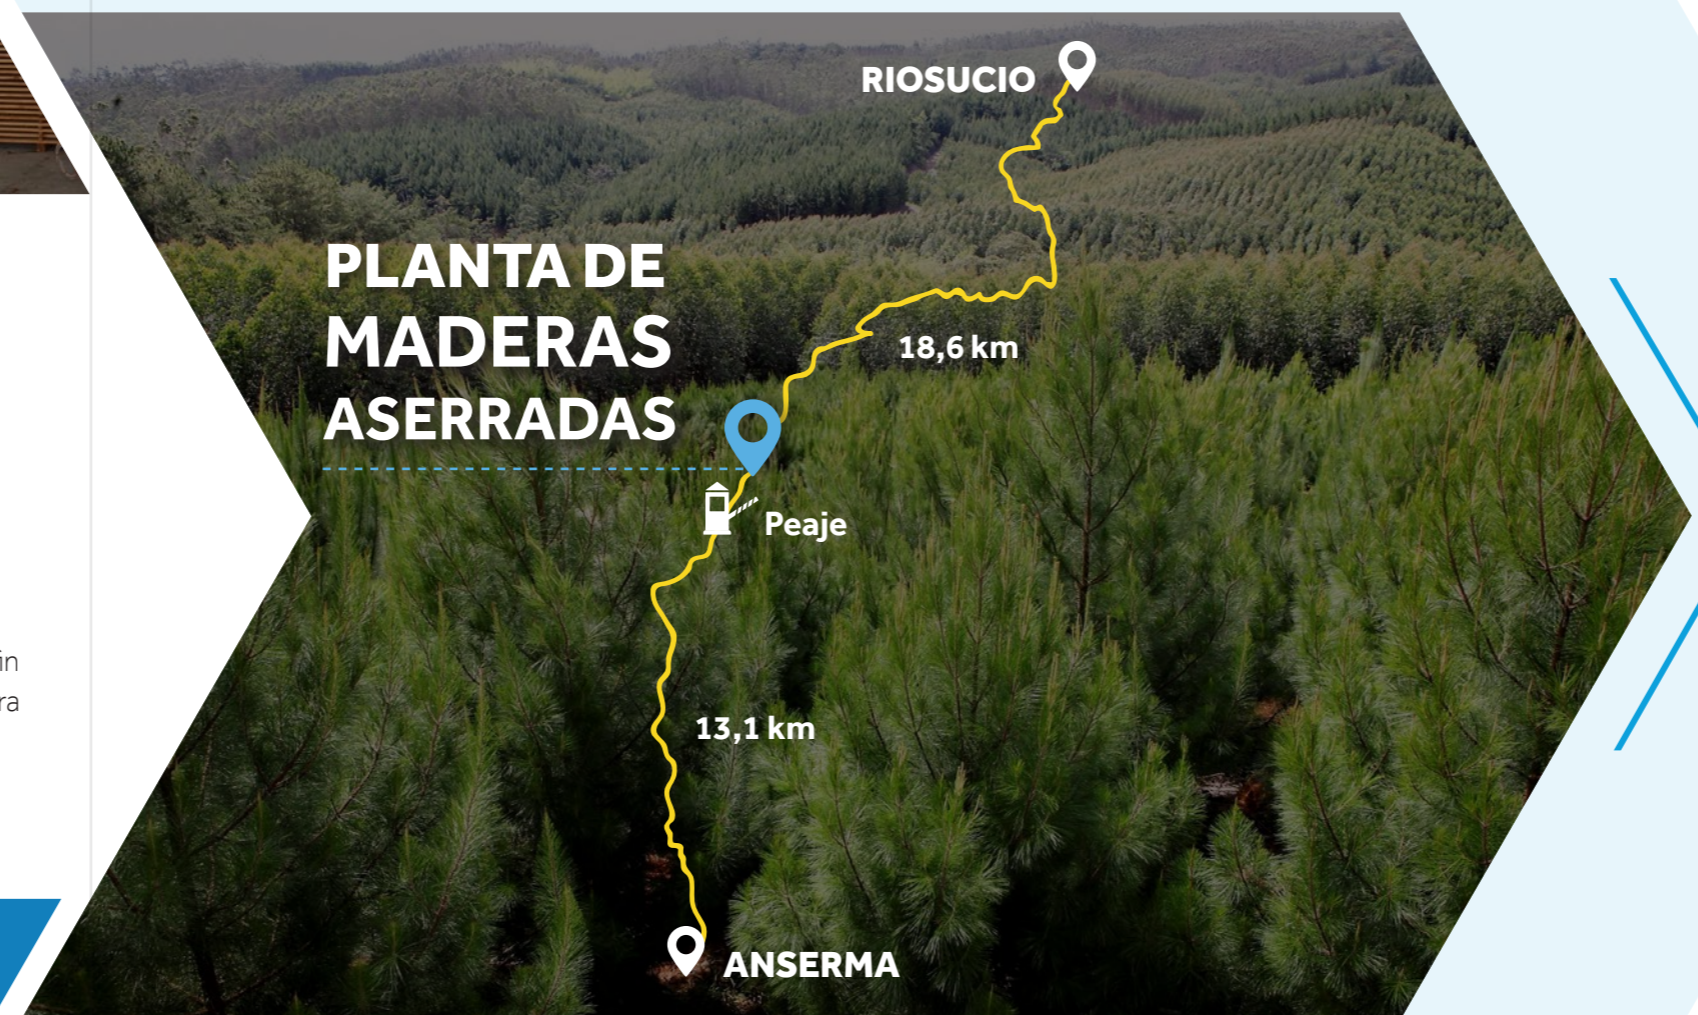 RIOSUCIO
PLANTA DE
MADERAS
ASERRADAS
18,6 km
Peaje
13,1 km
ANSERMA